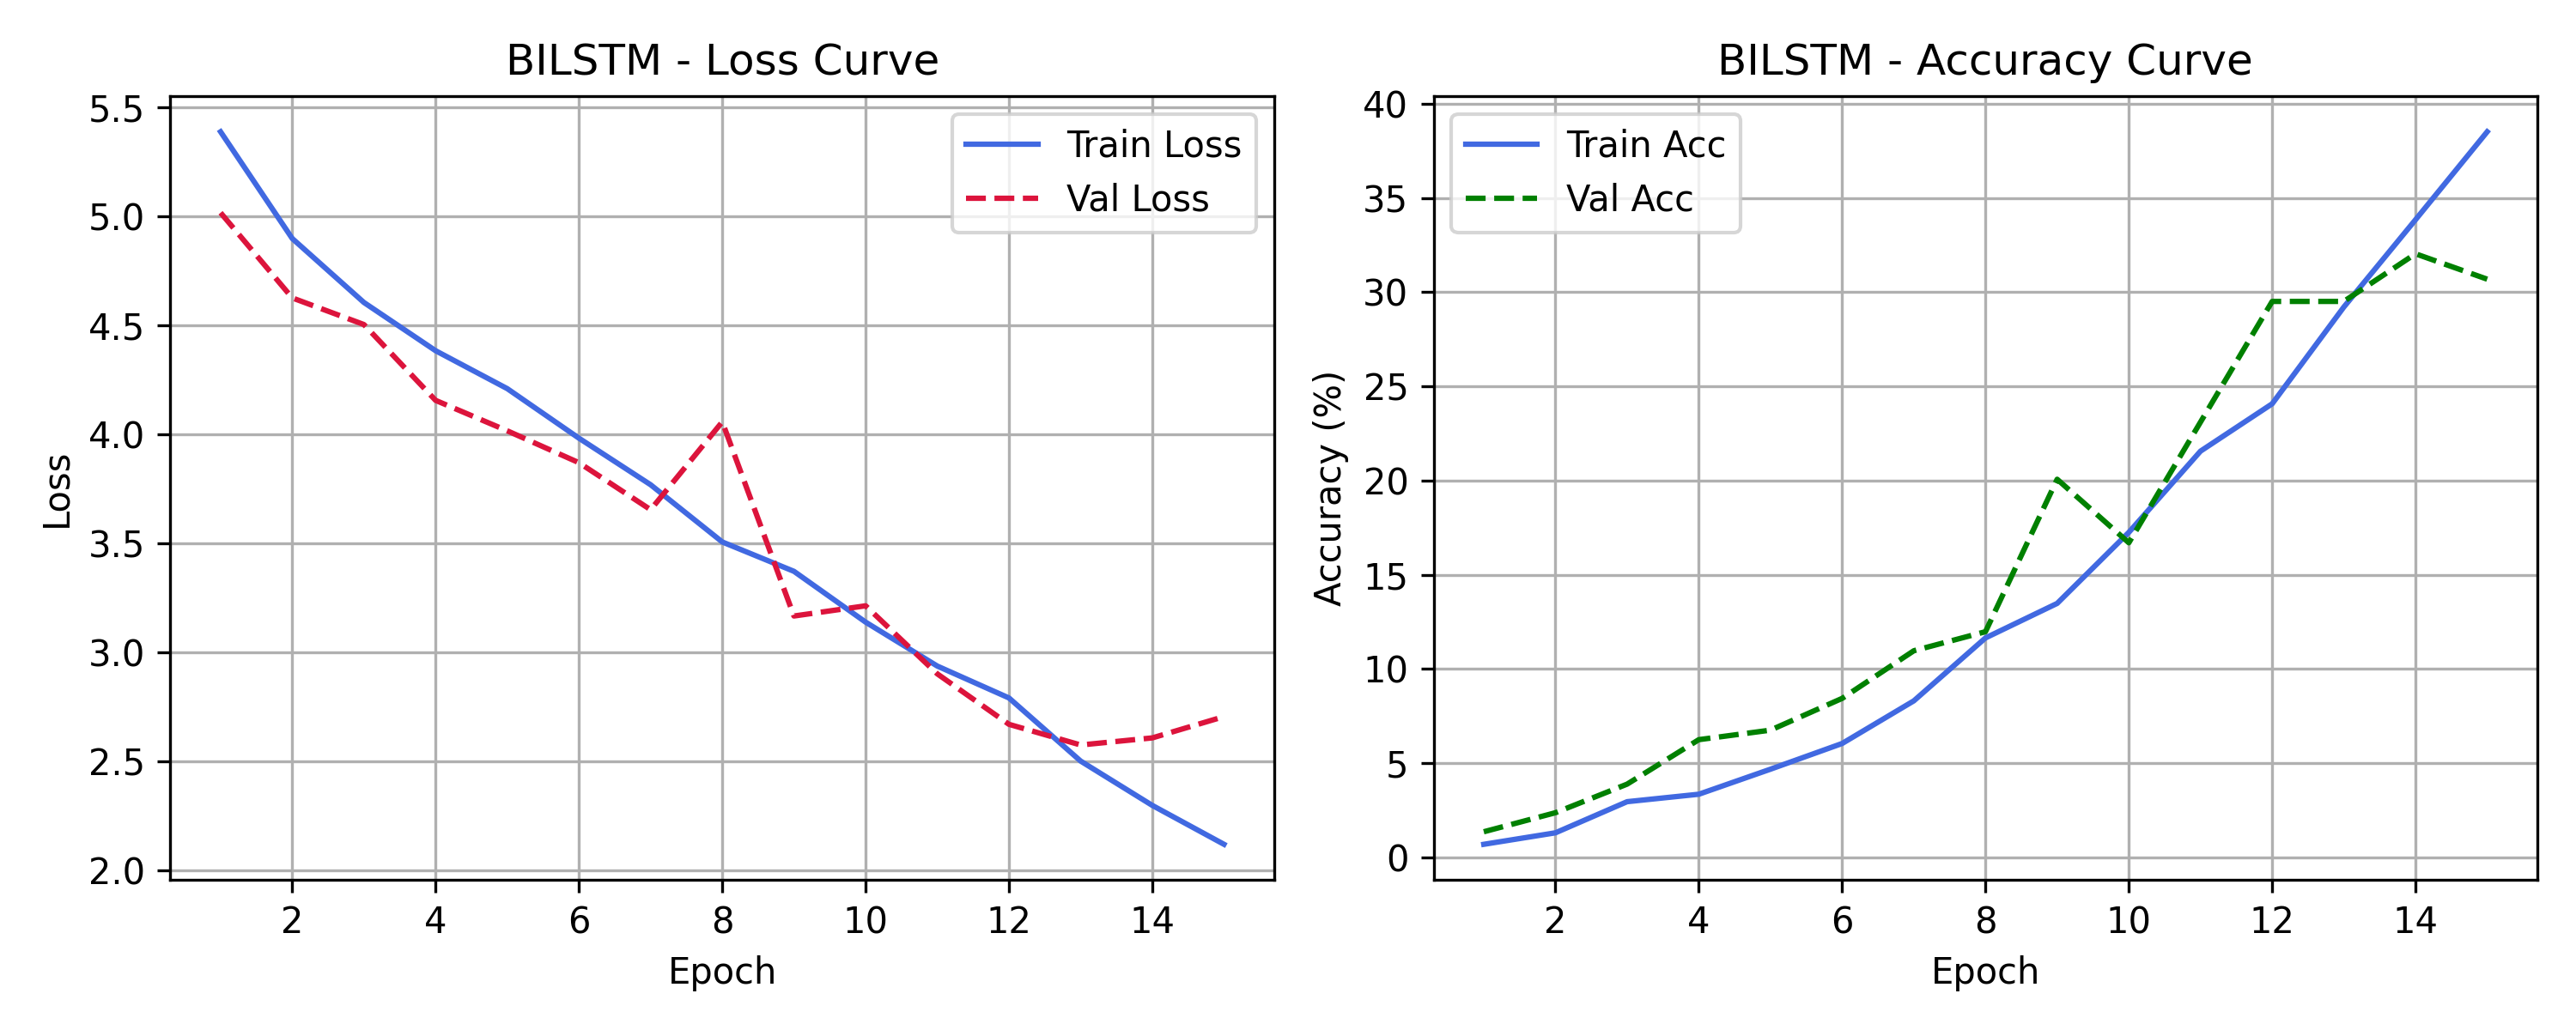 BILSTM - Loss Curve
5.5
5.0
4.5
4.0
3.5
3.0
2.5
2.0
Loss
Train Loss
Val Loss
2 4 6 8 10 12 14
Epoch
BILSTM - Accuracy Curve
40
35
30
25
20
15
10
5
0
Accuracy (%)
Train Acc
Val Acc
2 4 6 8 10 12 14
Epoch